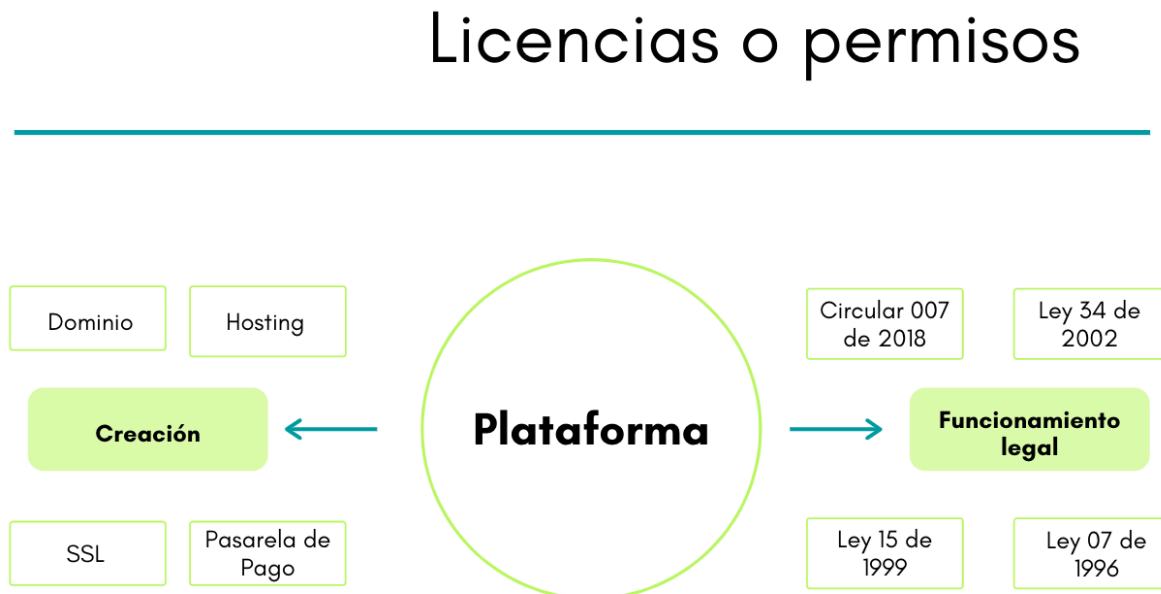 Licencias o permisos
Dominio
Hosting
Circular 007
de 2018
Ley 34 de
2002
Creación
Plataforma
Funcionamiento
legal
SSL
Pasarela de
Pago
Ley 15 de
1999
Ley 07 de
1996